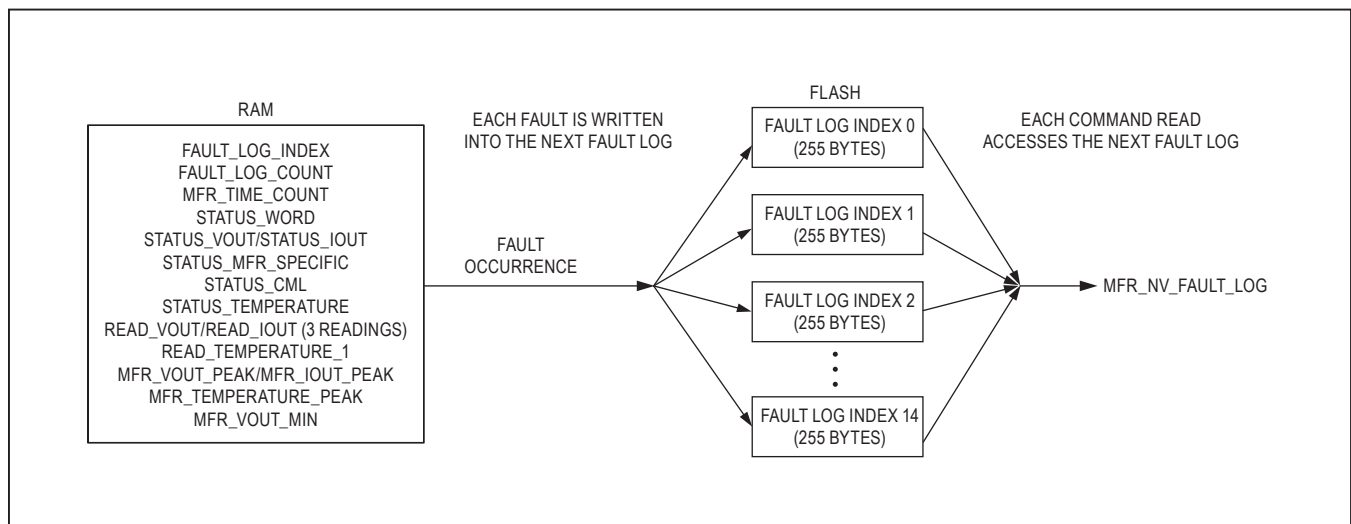 RAM
FAULT_LOG_INDEX
FAULT_LOG_COUNT
MFR_TIME_COUNT
STATUS_WORD
STATUS_VOUT/STATUS_IOUT
STATUS_MFR_SPECIFIC
STATUS_CML
STATUS_TEMPERATURE
READ_VOUT/READ_IOUT (3 READINGS)
READ_TEMPERATURE_1
MFR_VOUT_PEAK/MFR_IOUT_PEAK
MFR_TEMPERATURE_PEAK
MFR_VOUT_MIN
EACH FAULT IS WRITTEN
INTO THE NEXT FAULT LOG
FAULT
OCCURRENCE
FLASH
FAULT LOG INDEX 0
(255 BYTES)
FAULT LOG INDEX 1
(255 BYTES)
FAULT LOG INDEX 2
(255 BYTES)
FAULT LOG INDEX 14
(255 BYTES)
EACH COMMAND READ
ACCESSES THE NEXT FAULT LOG
MFR_NV_FAULT_LOG